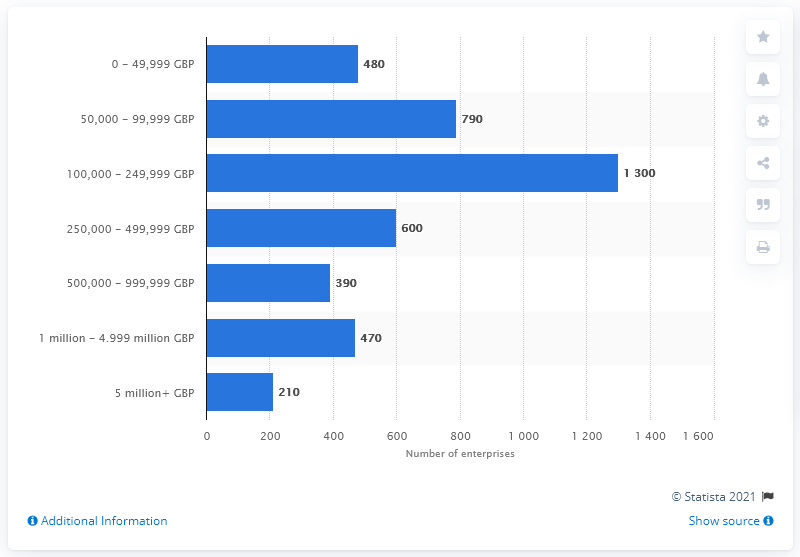 0 – 49,999 GBP 480
50,000 – 99,999 GBP 790
100,000 – 249,999 GBP 1 300
250,000 – 499,999 GBP 600
500,000 – 999,999 GBP 390
1 million – 4.999 million GBP 470
5 million+ GBP 210
0 200 400 600 800 1 000 1 200 1 400 1 600
Number of enterprises
© Statista 2021
Additional Information Show source